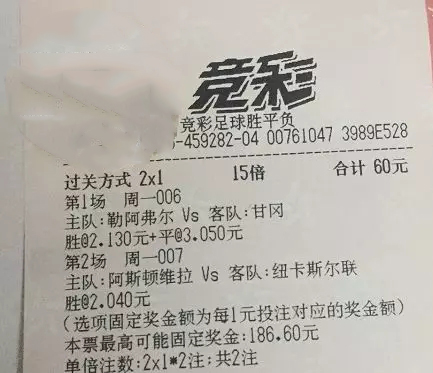 竞彩
竞彩足球胜平负
-459282-04 00761047 3989E528
过关方式 2x1 15倍 合计 60元
第1场 周一006
主队:勒阿弗尔 Vs 客队:甘冈
胜@2.130元+平@3.050元
第2场 周一007
主队:阿斯顿维拉 Vs 客队:纽卡斯尔联
胜@2.040元
(选项固定奖金额为每1元投注对应的奖金额)
本票最高可能固定奖金:186.60元
单倍注数:2x1*2注;共2注